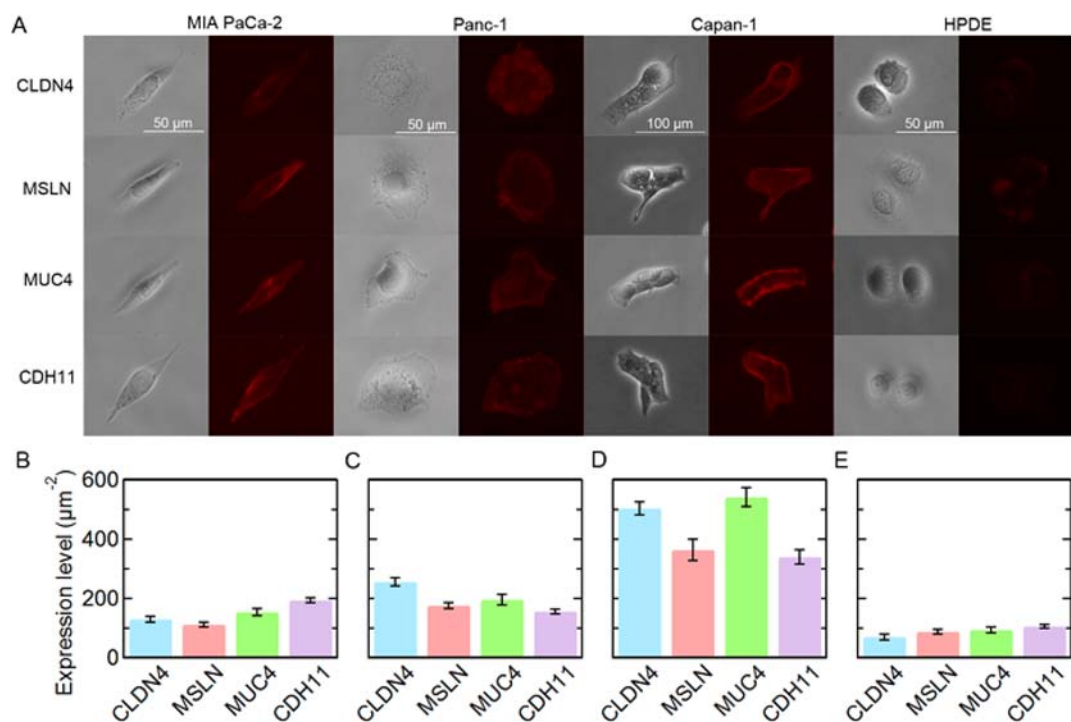 A
MIA PaCa-2 Panc-1 Capan-1 HPDE
CLDN4
50 µm 50 µm 100 µm 50 µm
MSLN
MUC4
CDH11
B C D E
Expression level (µm⁻²)
600
400
200
0
CLDN4 MSLN MUC4 CDH11 CLDN4 MSLN MUC4 CDH11 CLDN4 MSLN MUC4 CDH11 CLDN4 MSLN MUC4 CDH11